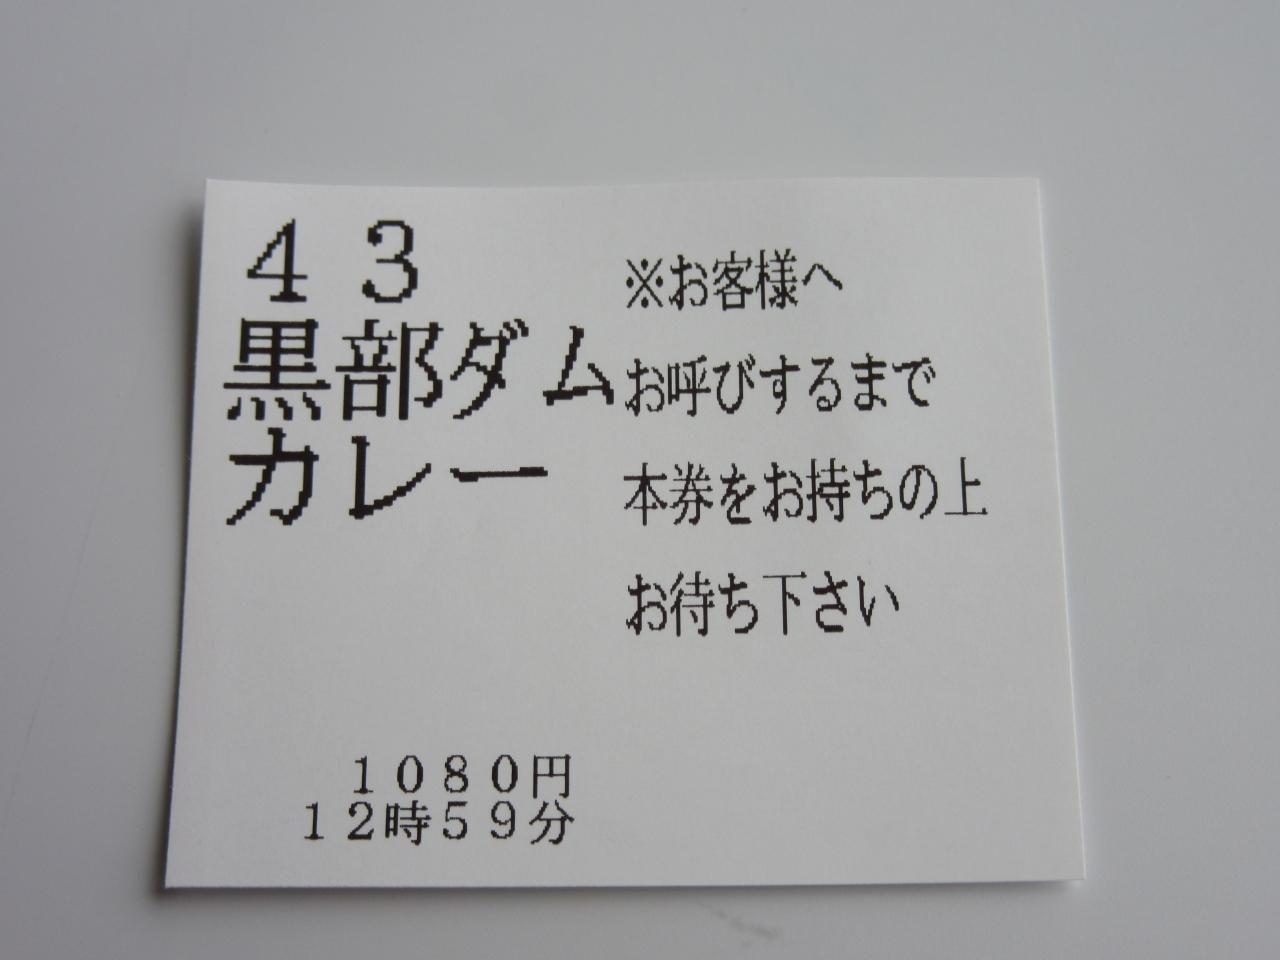 ４３
黒部ダム
カレー
※お客様へ
お呼びするまで
本券をお持ちの上
お待ち下さい
１０８０円
１２時５９分